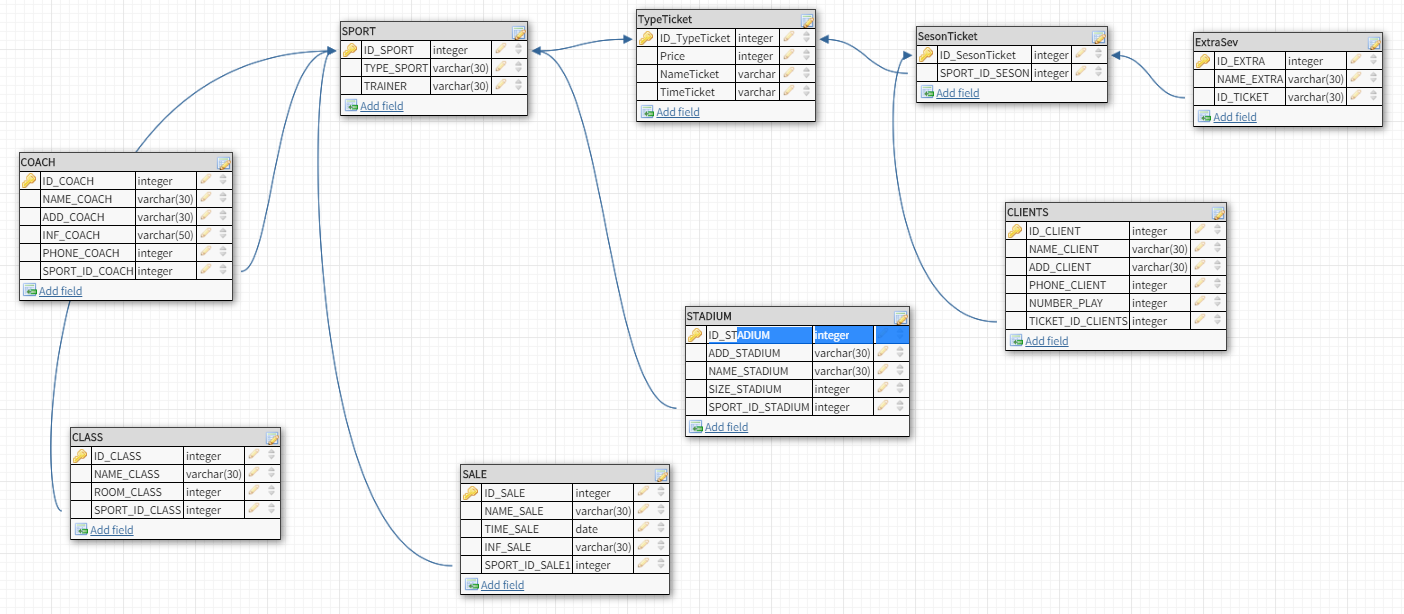 SPORT
ID_SPORT integer
TYPE_SPORT varchar(30)
TRAINER varchar(30)
Add field
TypeTicket
ID_TypeTicket integer
Price integer
NameTicket varchar
TimeTicket varchar
Add field
SesonTicket
ID_SesonTicket integer
SPORT_ID_SESON integer
Add field
ExtraSev
ID_EXTRA integer
NAME_EXTRA varchar(30)
ID_TICKET varchar(30)
Add field
COACH
ID_COACH integer
NAME_COACH varchar(30)
ADD_COACH varchar(30)
INF_COACH varchar(50)
PHONE_COACH integer
SPORT_ID_COACH integer
Add field
CLIENTS
ID_CLIENT integer
NAME_CLIENT varchar(30)
ADD_CLIENT varchar(30)
PHONE_CLIENT integer
NUMBER_PLAY integer
TICKET_ID_CLIENTS integer
Add field
STADIUM
ID_STADIUM integer
ADD_STADIUM varchar(30)
NAME_STADIUM varchar(30)
SIZE_STADIUM integer
SPORT_ID_STADIUM integer
Add field
CLASS
ID_CLASS integer
NAME_CLASS varchar(30)
ROOM_CLASS integer
SPORT_ID_CLASS integer
Add field
SALE
ID_SALE integer
NAME_SALE varchar(30)
TIME_SALE date
INF_SALE varchar(30)
SPORT_ID_SALE1 integer
Add field